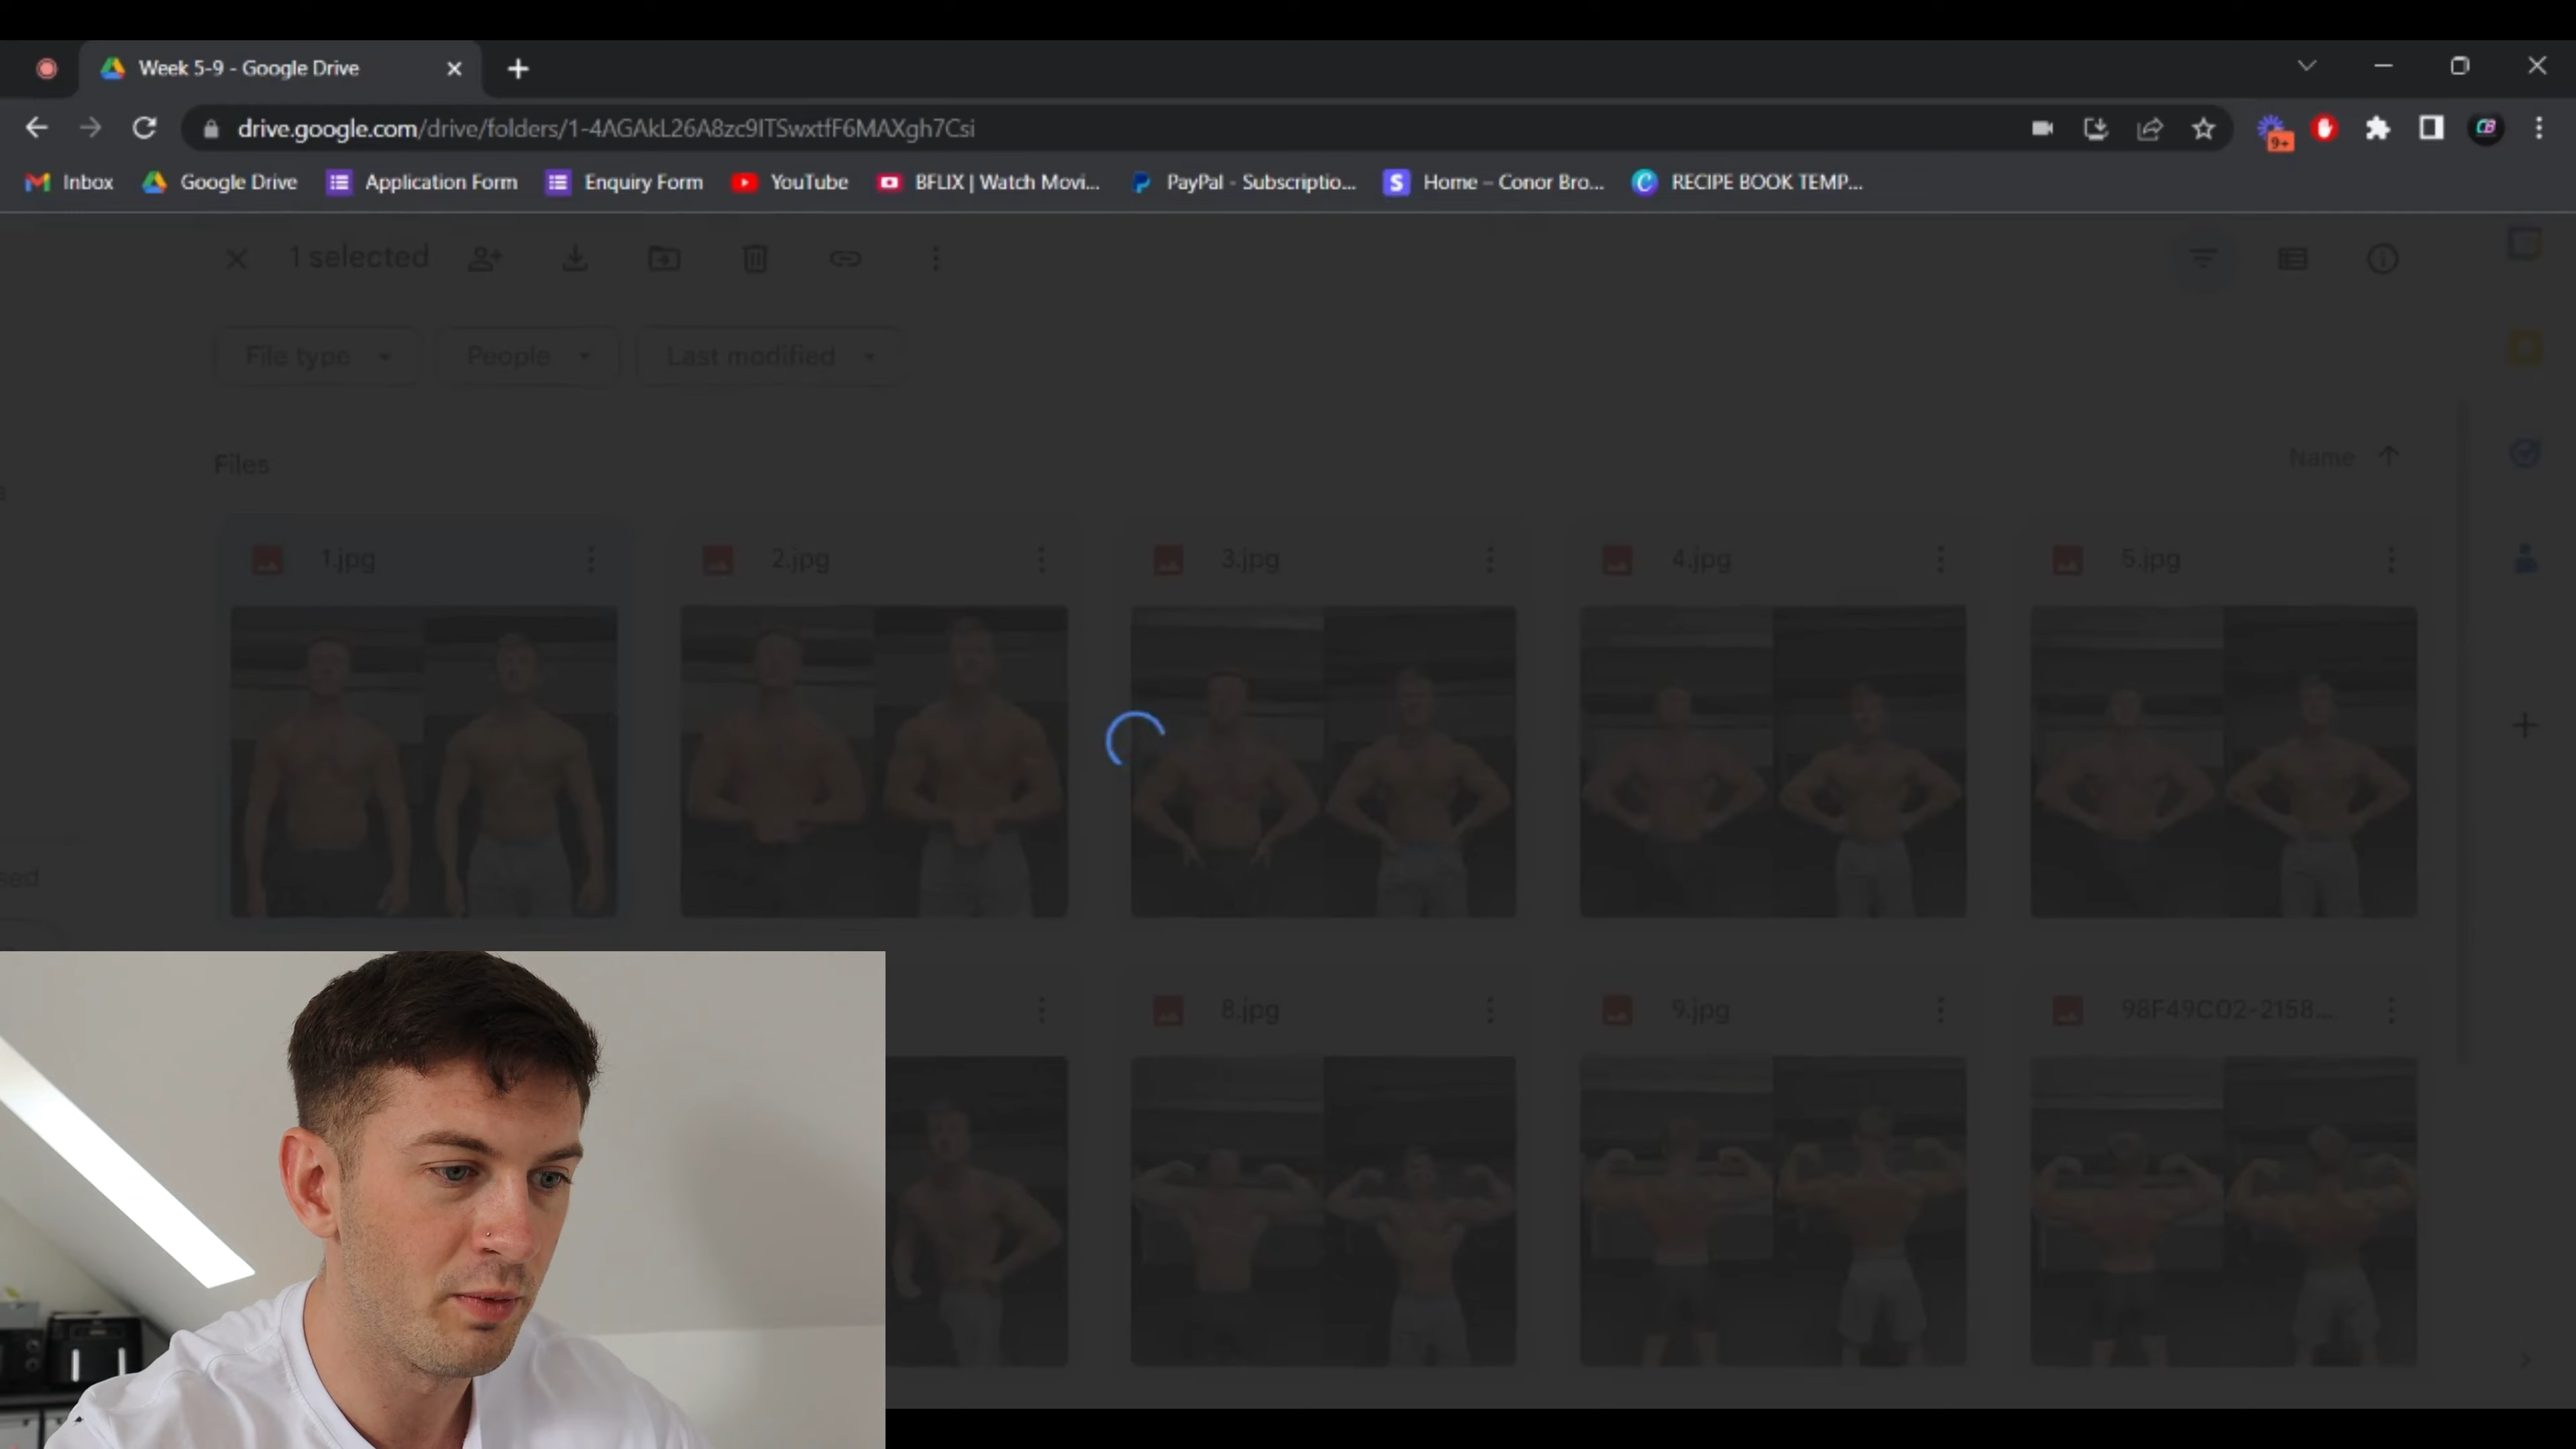 Week 5-9 - Google Drive
drive.google.com/drive/folders/1-4AGAkL26A8zc9ITSwxtfF6MAXgh7Csi
9+
CB
Inbox
Google Drive
Application Form
Enquiry Form
YouTube
BFLIX | Watch Movi...
PayPal - Subscriptio...
Home – Conor Bro...
RECIPE BOOK TEMP...
1 selected
File type
People
Last modified
Files
Name
1.jpg
2.jpg
3.jpg
4.jpg
5.jpg
8.jpg
9.jpg
98F49C02-2158...